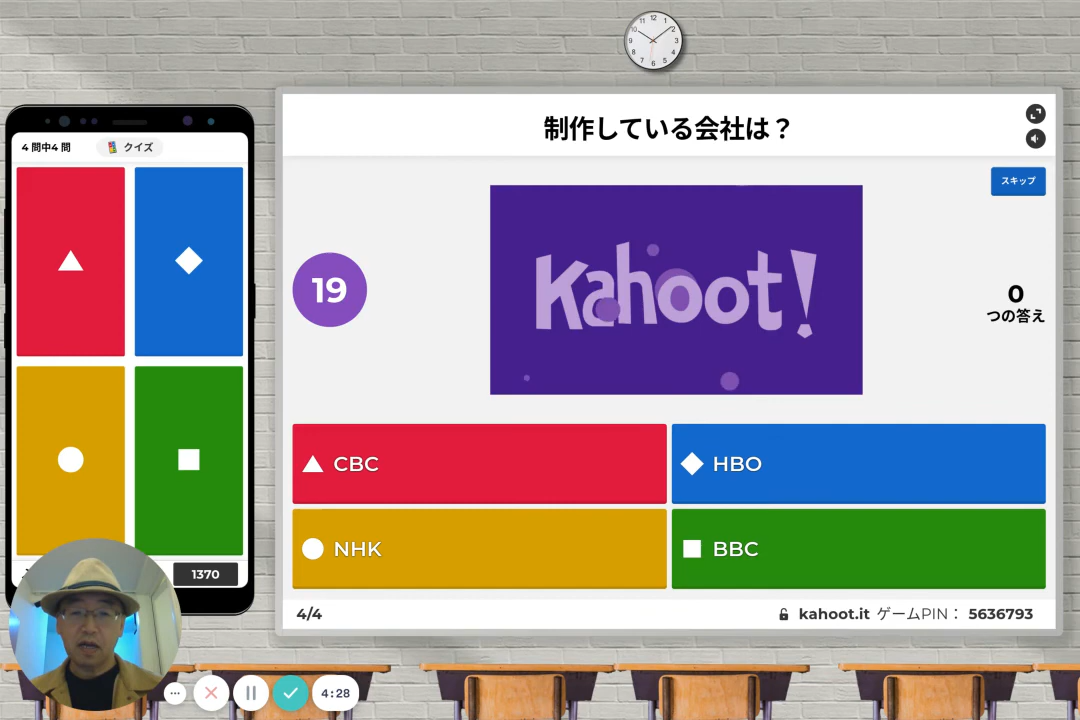 4 問中4 問
クイズ
1370
制作している会社は？
スキップ
19
Kahoot!
0
つの答え
CBC
HBO
NHK
BBC
4/4
kahoot.it ゲームPIN： 5636793
4:28